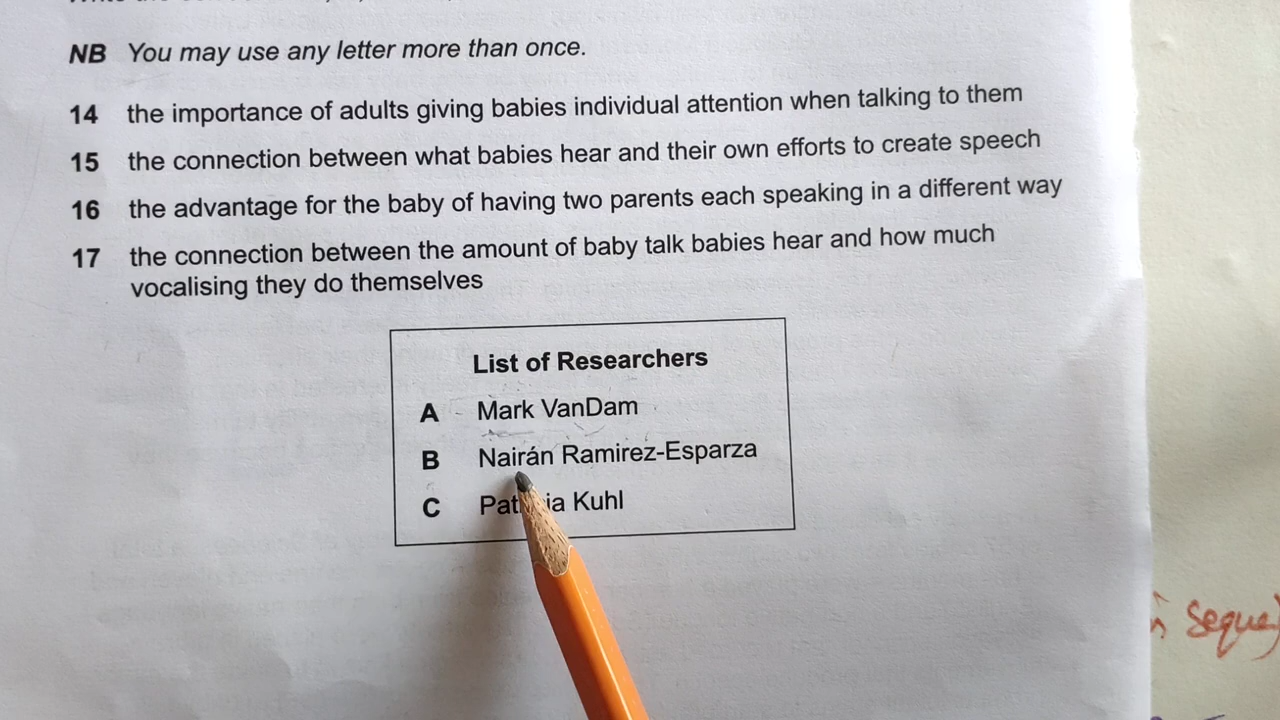 NB You may use any letter more than once.
14 the importance of adults giving babies individual attention when talking to them
15 the connection between what babies hear and their own efforts to create speech
16 the advantage for the baby of having two parents each speaking in a different way
17 the connection between the amount of baby talk babies hear and how much
vocalising they do themselves
List of Researchers
A Mark VanDam
B Nairán Ramirez-Esparza
C Kuhl